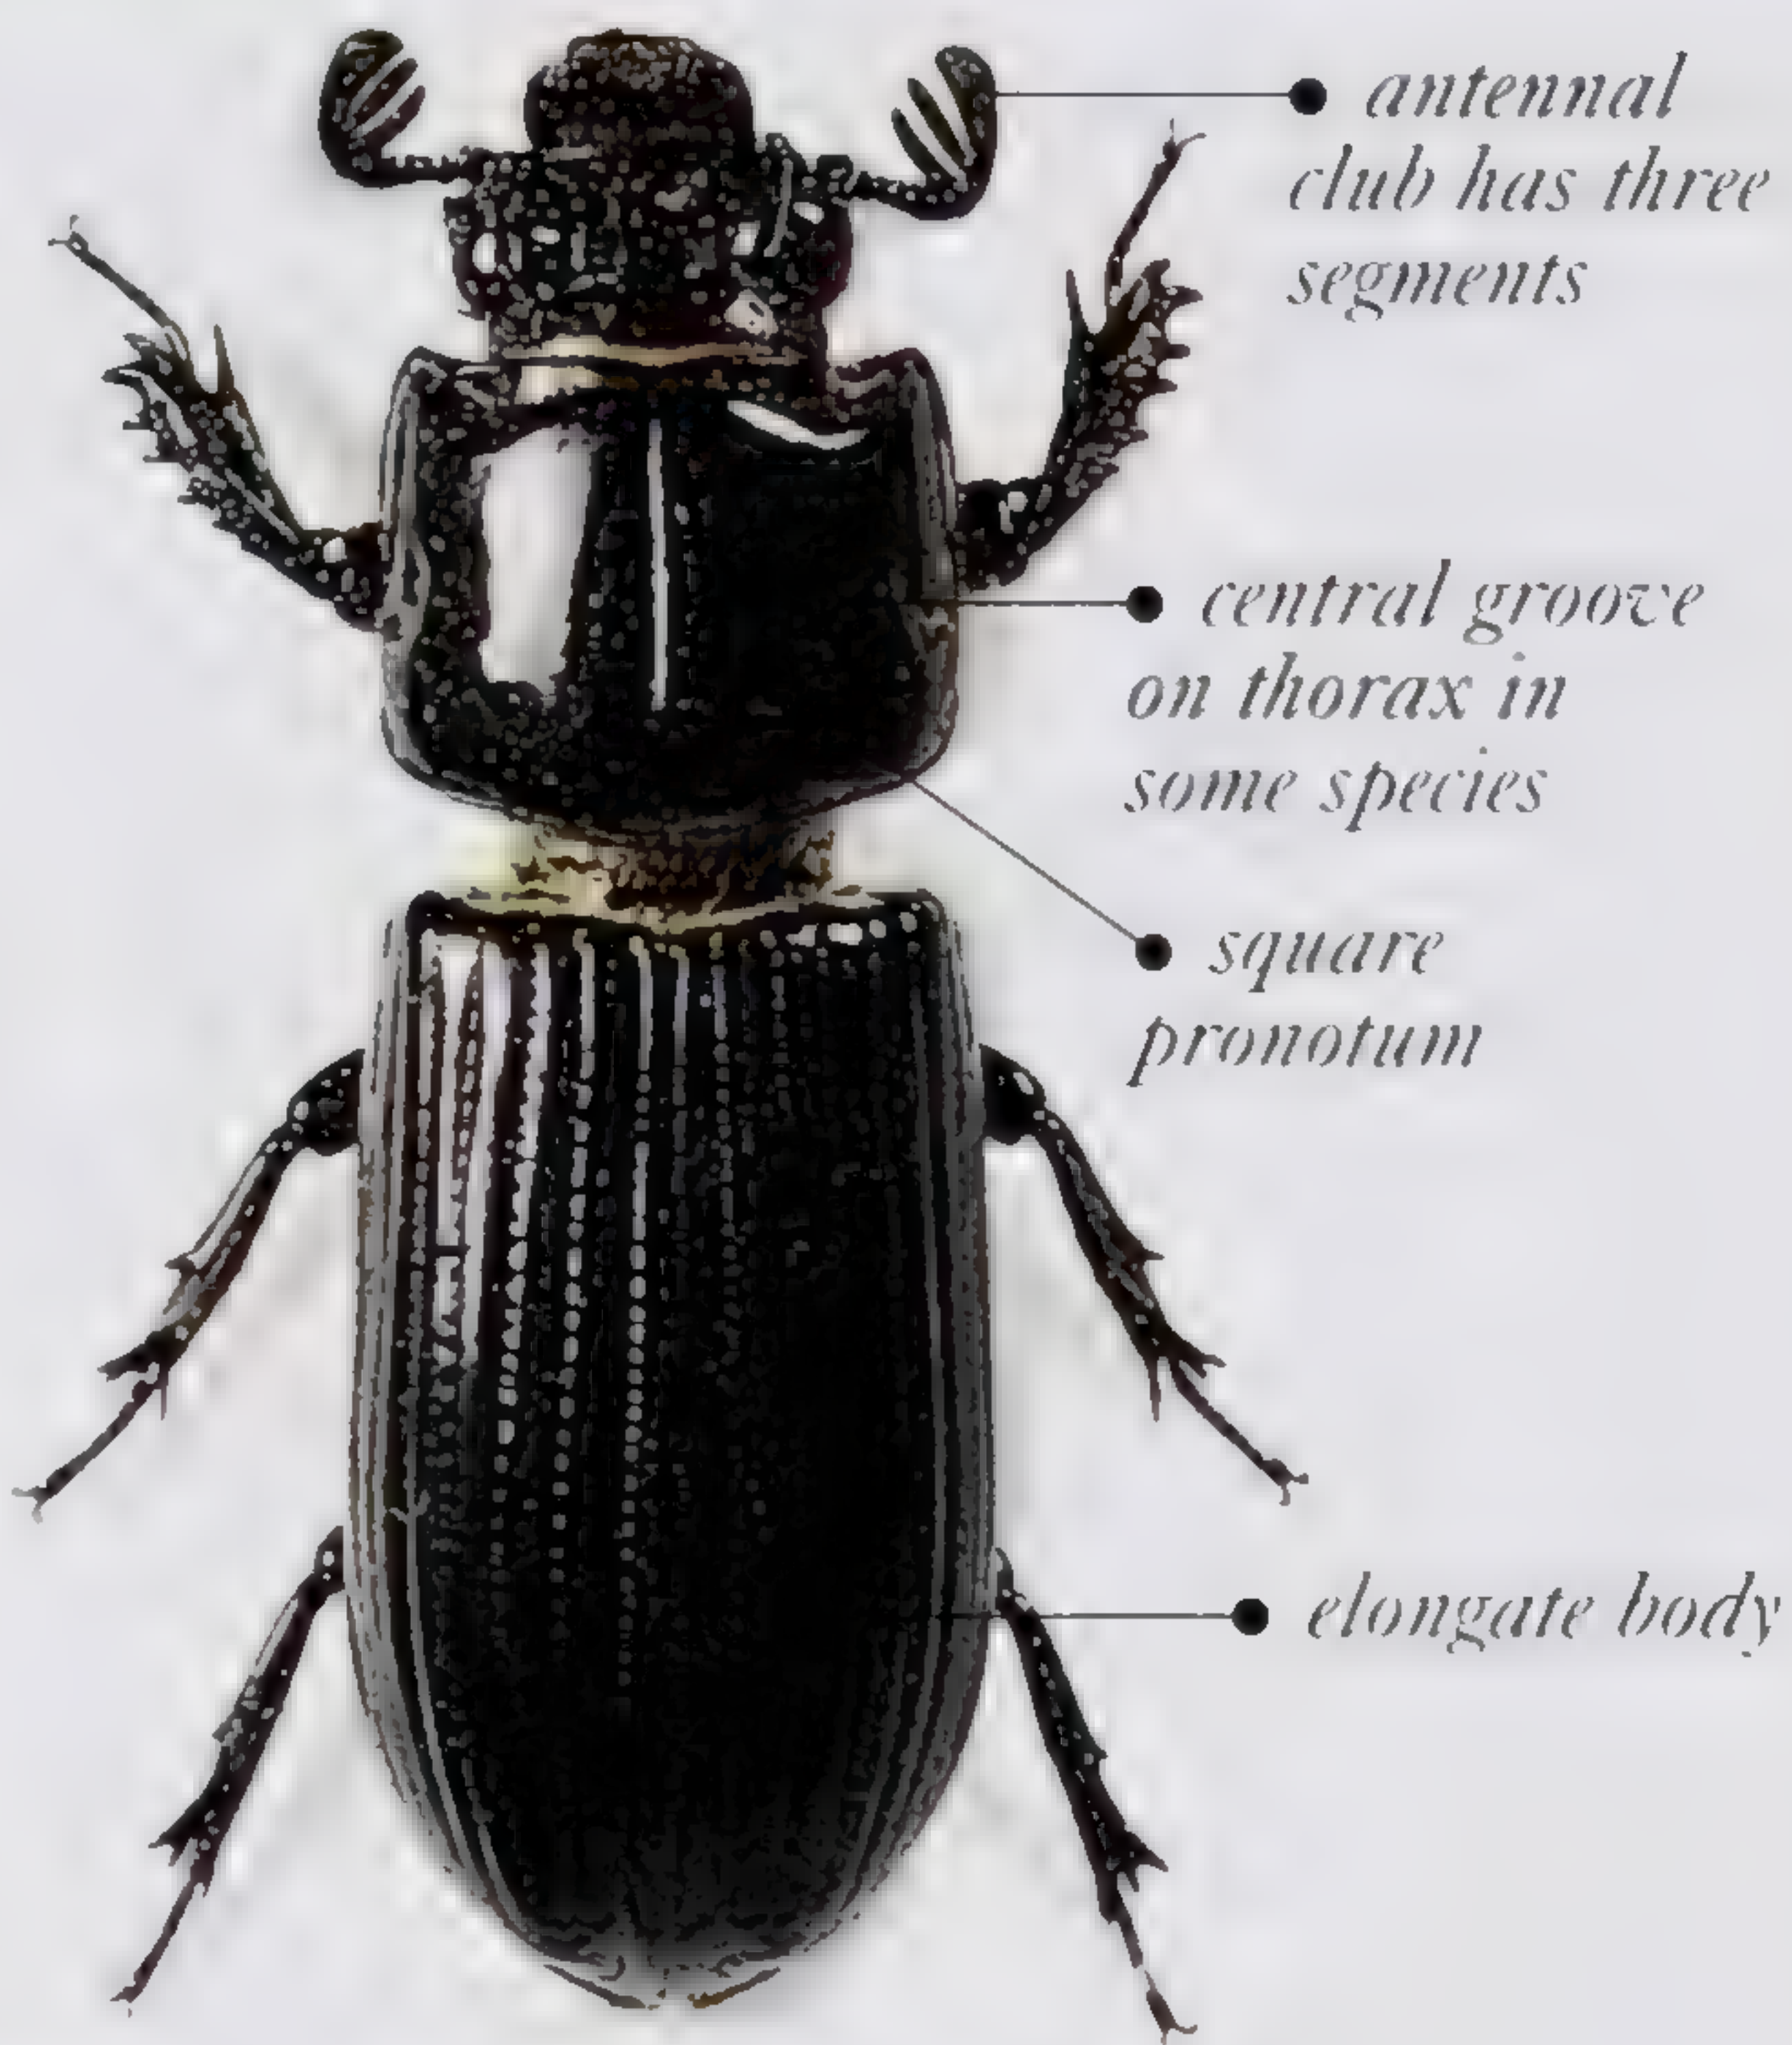 antennal
club has three
segments
central groove
on thorax in
some species
square
pronotum
elongate body